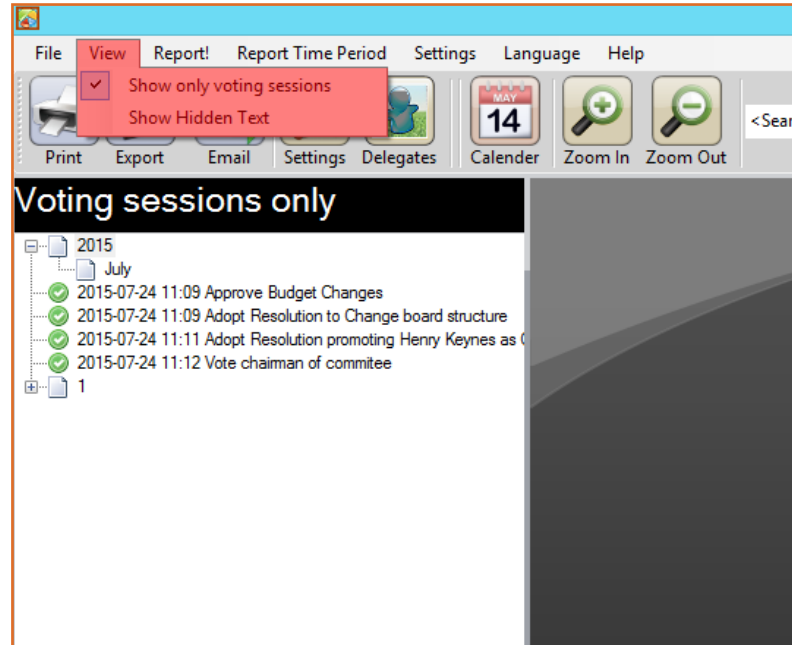 File View Report! Report Time Period Settings Language Help
Show only voting sessions
Show Hidden Text
MAY
14
Print Export Email Settings Delegates Calender Zoom In Zoom Out
<Sear
Voting sessions only
2015
July
2015-07-24 11:09 Approve Budget Changes
2015-07-24 11:09 Adopt Resolution to Change board structure
2015-07-24 11:11 Adopt Resolution promoting Henry Keynes as
2015-07-24 11:12 Vote chairman of commitee
1